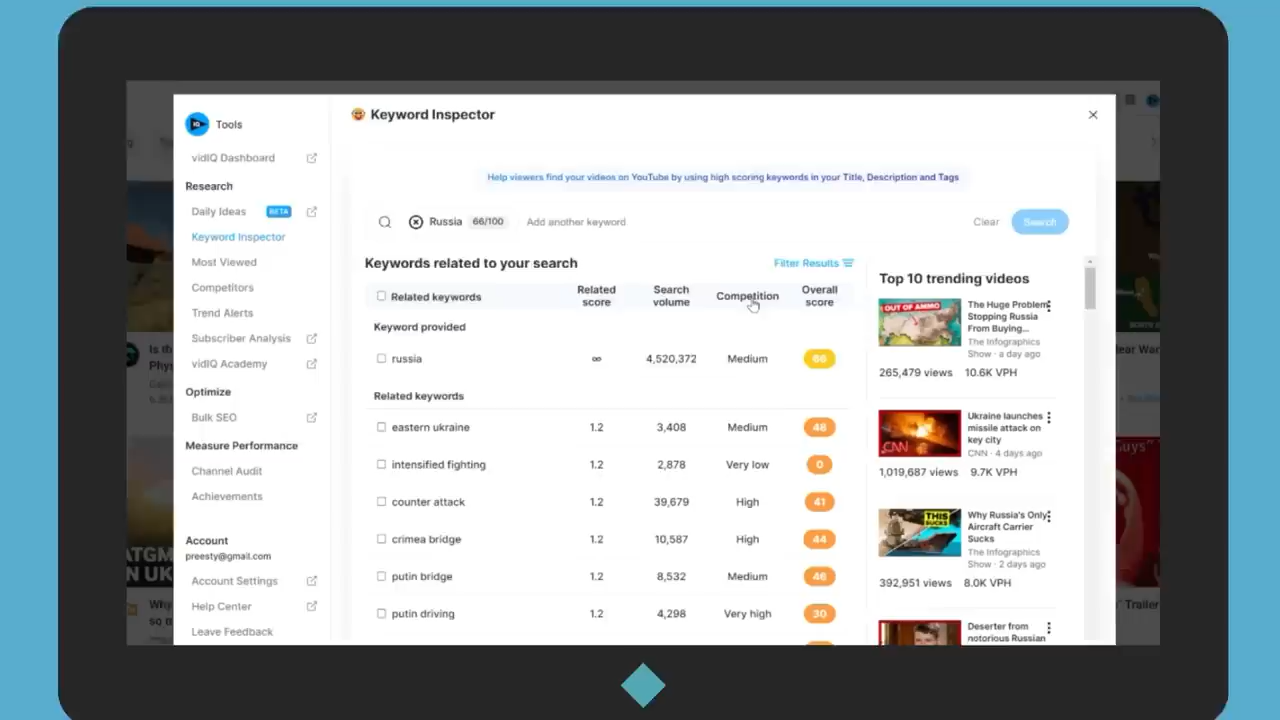 Tools
vidIQ Dashboard
Research
Daily Ideas BETA
Keyword Inspector
Most Viewed
Competitors
Trend Alerts
Subscriber Analysis
vidIQ Academy
Optimize
Bulk SEO
Measure Performance
Channel Audit
Achievements
Account
preesty@gmail.com
Account Settings
Help Center
Leave Feedback
Keyword Inspector
Help viewers find your videos on YouTube by using high scoring keywords in your Title, Description and Tags
Russia 66/100 Add another keyword Clear Search
Keywords related to your search Filter Results
Related keywords Related score Search volume Competition Overall score
Keyword provided
russia ∞ 4,520,372 Medium 66
Related keywords
eastern ukraine 1.2 3,408 Medium 48
intensified fighting 1.2 2,878 Very low 0
counter attack 1.2 39,679 High 41
crimea bridge 1.2 10,587 High 44
putin bridge 1.2 8,532 Medium 46
putin driving 1.2 4,298 Very high 30
Top 10 trending videos
OUT OF AMMO
The Huge Problem
Stopping Russia
From Buying...
The Infographics
Show · a day ago
265,479 views 10.6K VPH
CNN
Ukraine launches
missile attack on
key city
CNN · 4 days ago
1,019,687 views 9.7K VPH
THIS
SUCKS
Why Russia's Only
Aircraft Carrier
Sucks
The Infographics
Show · 2 days ago
392,951 views 8.0K VPH
Deserter from
notorious Russian